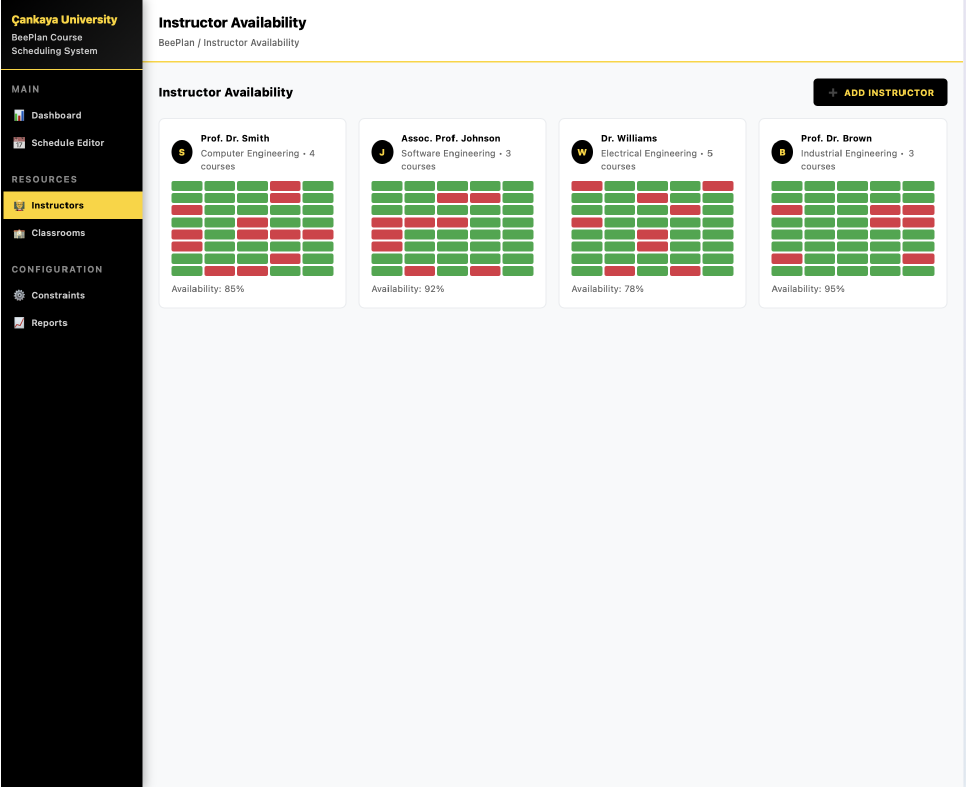 Çankaya University
BeePlan Course
Scheduling System
MAIN
Dashboard
Schedule Editor
RESOURCES
Instructors
Classrooms
CONFIGURATION
Constraints
Reports
Instructor Availability
BeePlan / Instructor Availability
Instructor Availability
+ ADD INSTRUCTOR
S
Prof. Dr. Smith
Computer Engineering • 4
courses
Availability: 85%
J
Assoc. Prof. Johnson
Software Engineering • 3
courses
Availability: 92%
W
Dr. Williams
Electrical Engineering • 5
courses
Availability: 78%
B
Prof. Dr. Brown
Industrial Engineering • 3
courses
Availability: 95%